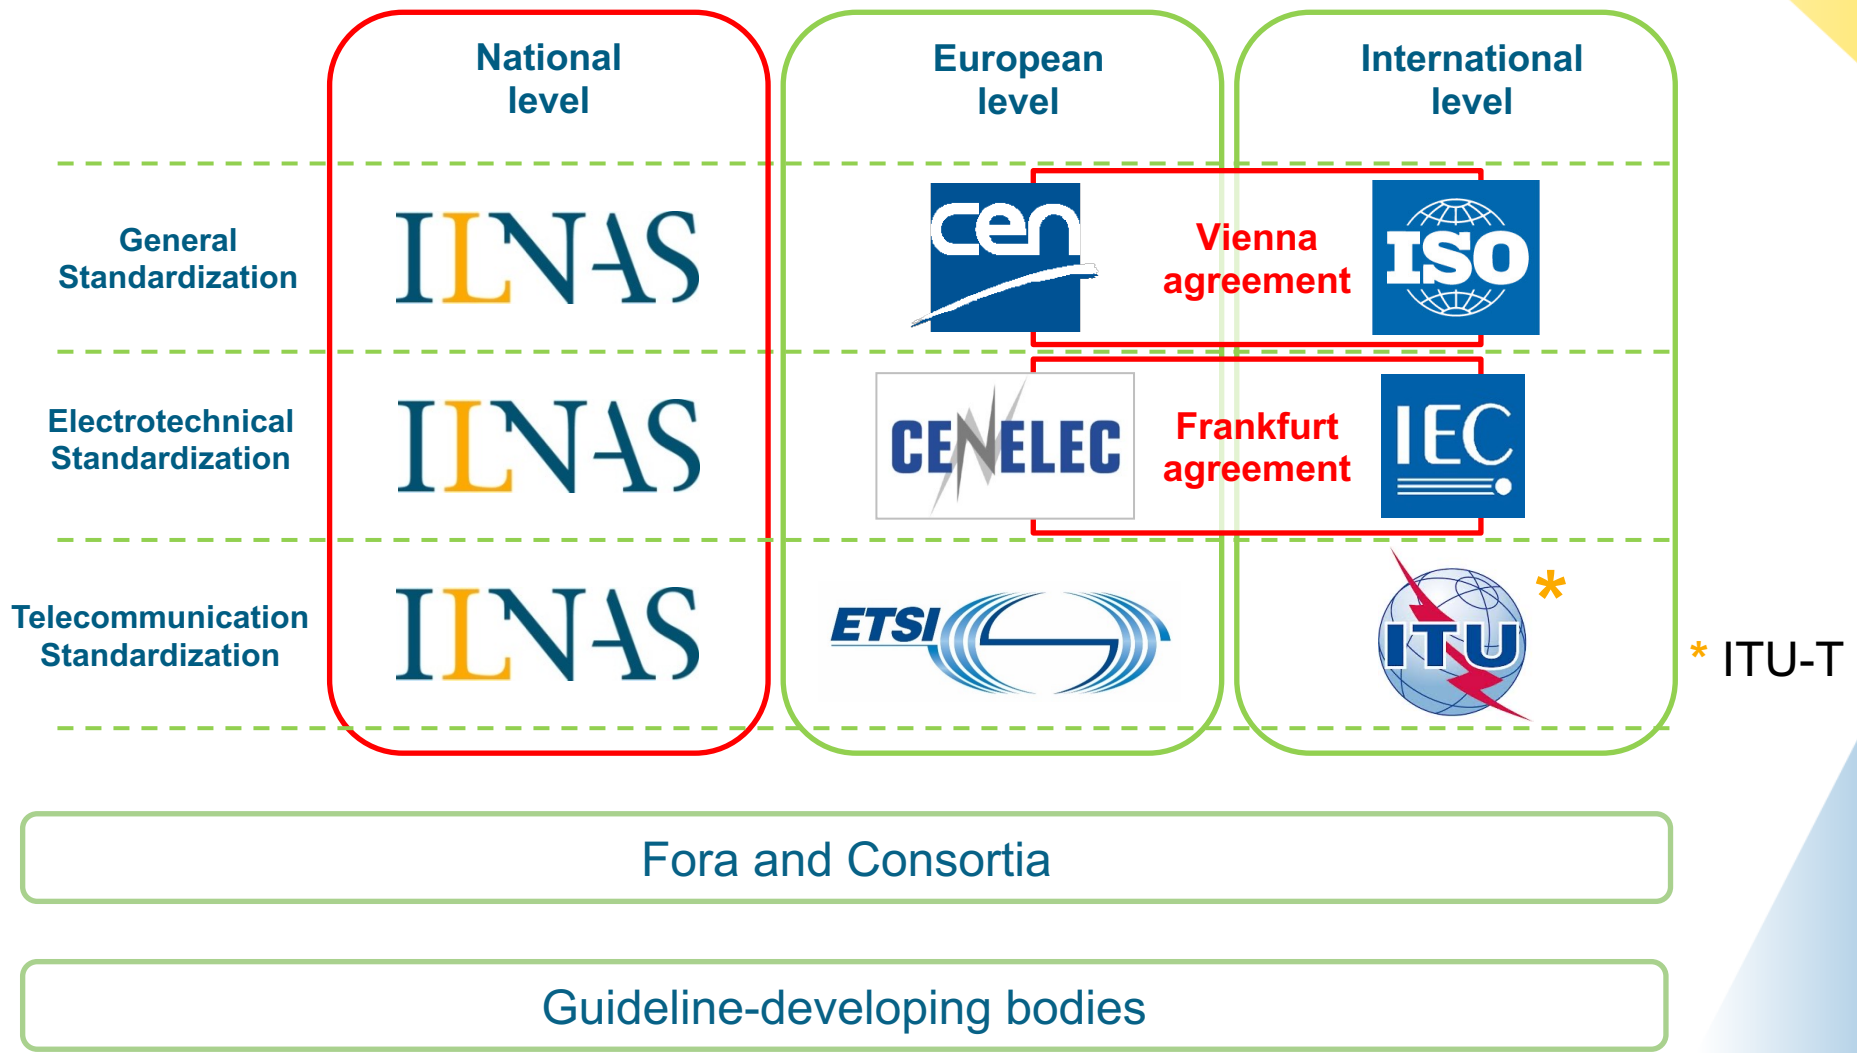 National
level
European
level
International
level
General
Standardization
ILNAS
cen
Vienna
agreement
ISO
Electrotechnical
Standardization
ILNAS
CENELEC
Frankfurt
agreement
IEC
Telecommunication
Standardization
ILNAS
ETSI
ITU
*
* ITU-T
Fora and Consortia
Guideline-developing bodies